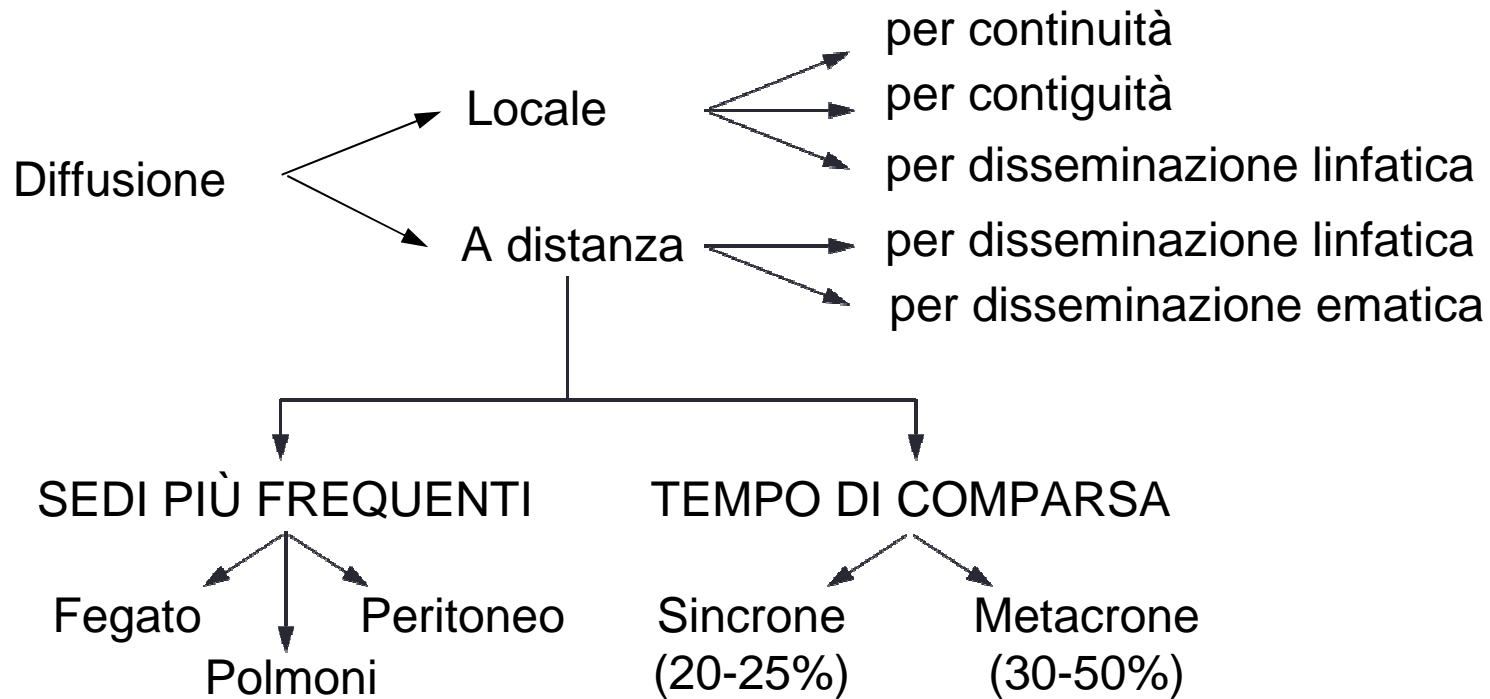 per continuità
Locale
per contiguità
Diffusione
per disseminazione linfatica
A distanza
per disseminazione linfatica
per disseminazione ematica
SEDI PIÙ FREQUENTI
TEMPO DI COMPARSA
Fegato
Peritoneo
Polmoni
Sincrone
(20-25%)
Metacrone
(30-50%)